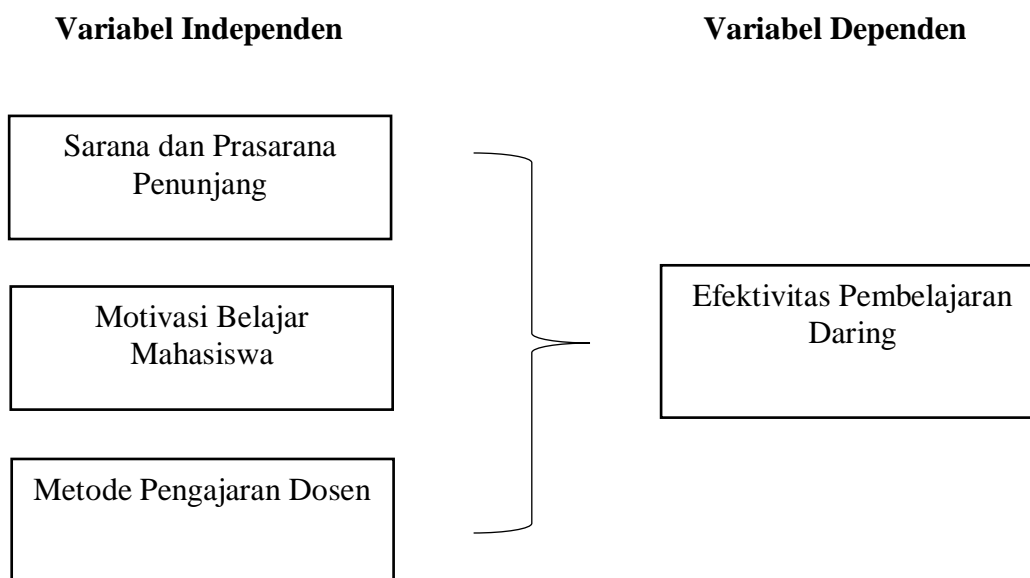 Variabel Independen
Variabel Dependen
Sarana dan Prasarana
Penunjang
Motivasi Belajar
Mahasiswa
Metode Pengajaran Dosen
Efektivitas Pembelajaran
Daring